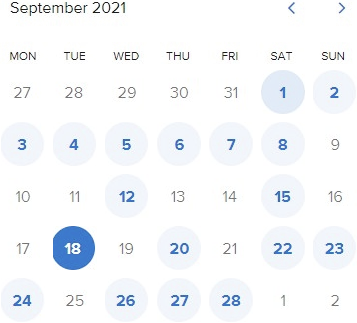 September 2021
MON TUE WED THU FRI SAT SUN
27 28 29 30 31 1 2
3 4 5 6 7 8 9
10 11 12 13 14 15 16
17 18 19 20 21 22 23
24 25 26 27 28 1 2